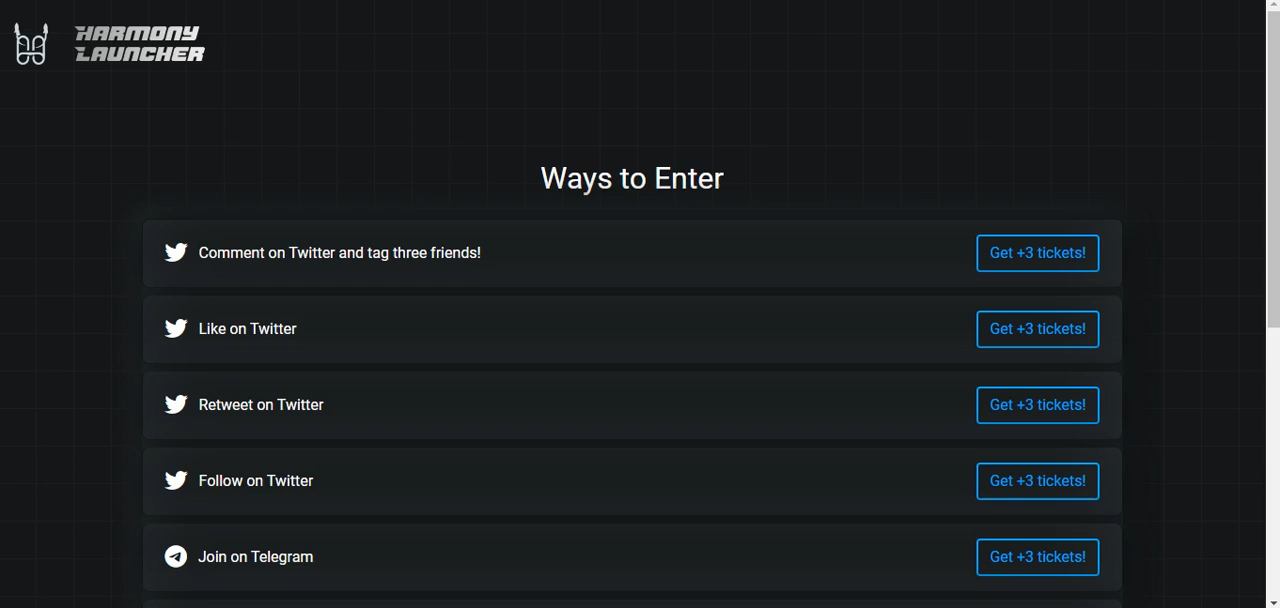 HARMONY
LAUNCHER
Ways to Enter
Comment on Twitter and tag three friends!
Get +3 tickets!
Like on Twitter
Get +3 tickets!
Retweet on Twitter
Get +3 tickets!
Follow on Twitter
Get +3 tickets!
Join on Telegram
Get +3 tickets!